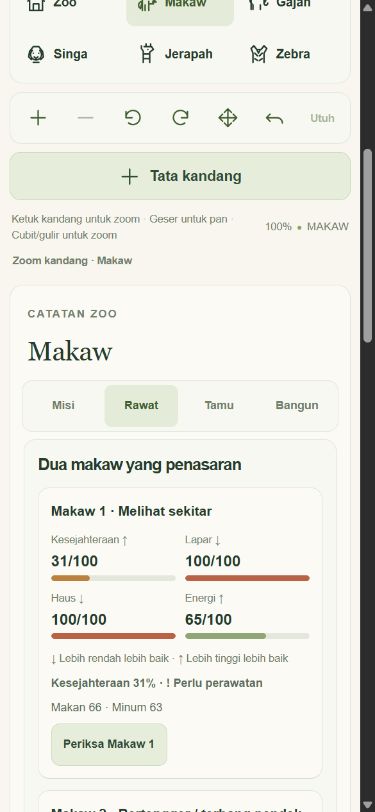 Zoo Makaw Gajah
Singa Jerapah Zebra
Utuh
Tata kandang
Ketuk kandang untuk zoom · Geser untuk pan ·
Cubit/gulir untuk zoom
100% • MAKAW
Zoom kandang · Makaw
CATATAN ZOO
Makaw
Misi Rawat Tamu Bangun
Dua makaw yang penasaran
Makaw 1 · Melihat sekitar
Kesejahteraan ↑ Lapar ↓
31/100 100/100
Haus ↓ Energi ↑
100/100 65/100
↓ Lebih rendah lebih baik · ↑ Lebih tinggi lebih baik
Kesejahteraan 31% · ! Perlu perawatan
Makan 66 · Minum 63
Periksa Makaw 1